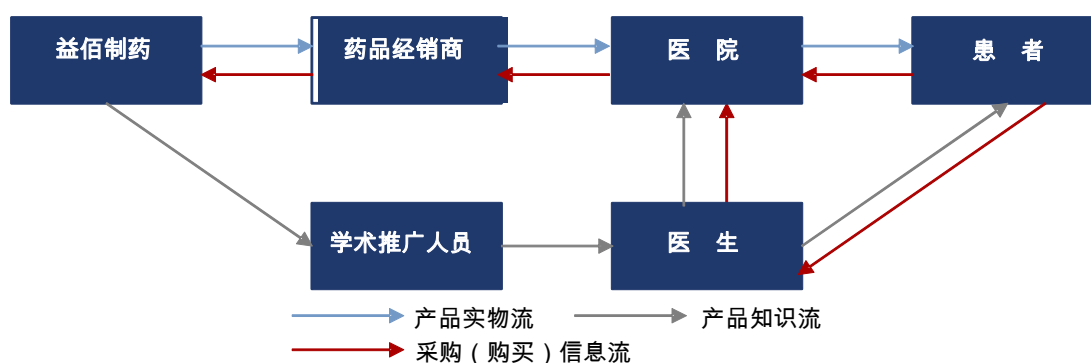 益佰制药
药品经销商
医 院
患 者
学术推广人员
医 生
产品实物流
产品知识流
采购（购买）信息流